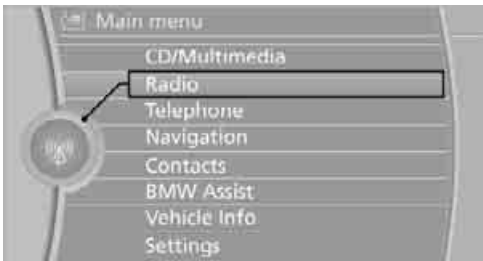 Main menu
CD/Multimedia
Radio
Telephone
Navigation
Contacts
BMW Assist
Vehicle Info
Settings